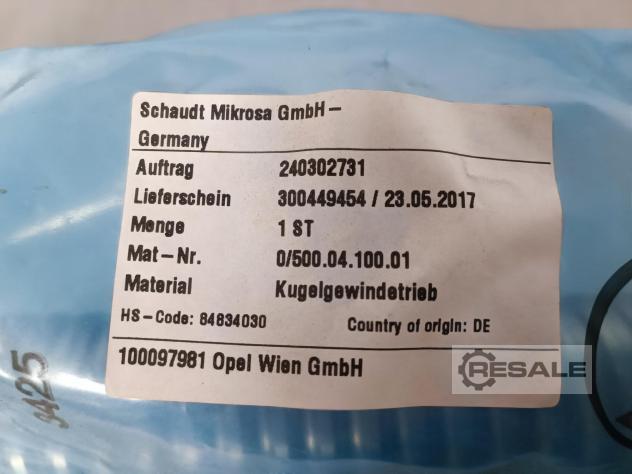 Schaudt Mikrosa GmbH–
Germany
Auftrag 240302731
Lieferschein 300449454 / 23.05.2017
Menge 1 ST
Mat–Nr. 0/500.04.100.01
Material Kugelgewindetrieb
HS–Code: 84834030 Country of origin: DE
100097981 Opel Wien GmbH
RESALE
3425